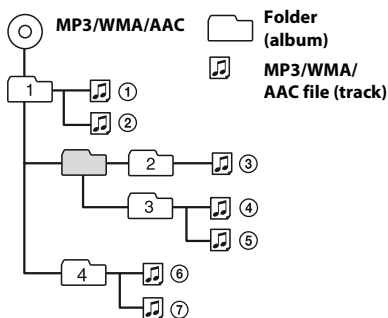 MP3/WMA/AAC
Folder
(album)
MP3/WMA/
AAC file (track)
1
①
②
2
③
3
④
⑤
4
⑥
⑦